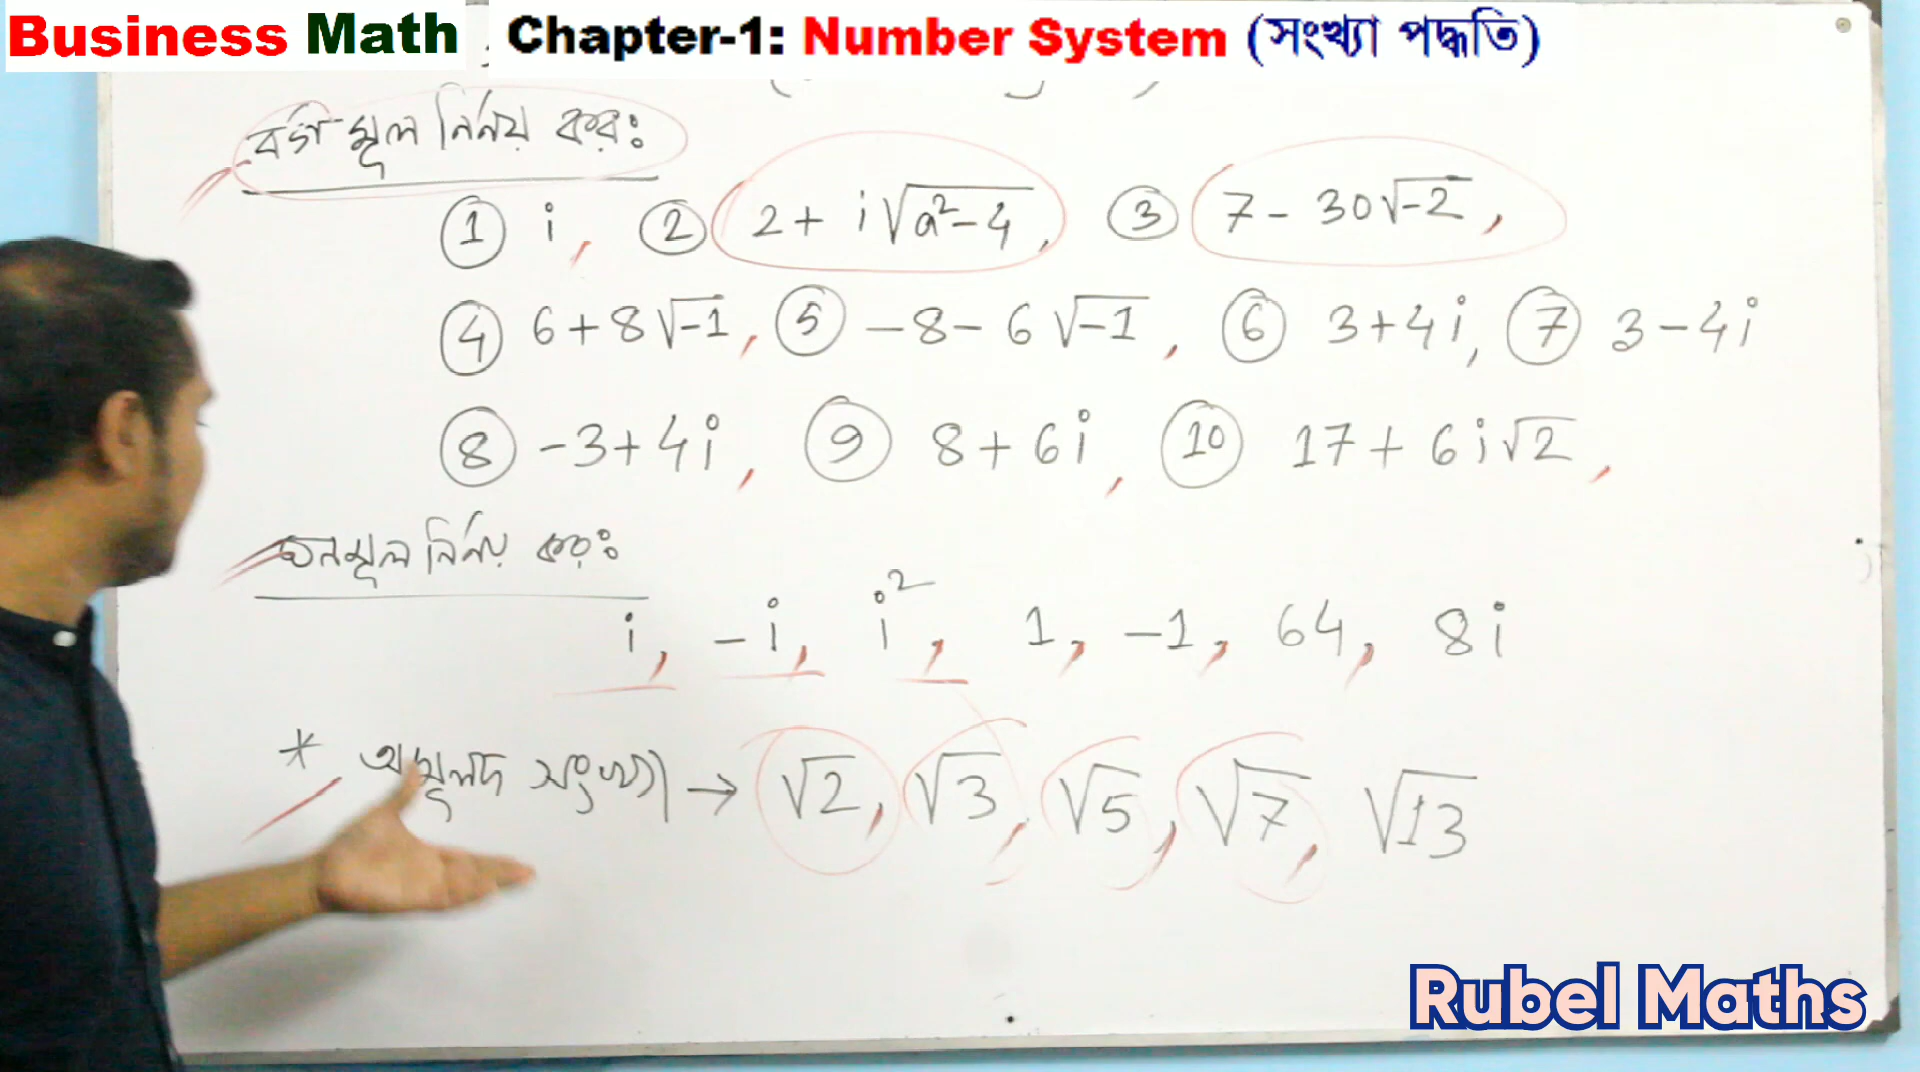 Business Math Chapter-1: Number System (সংখ্যা পদ্ধতি)
বর্গ মূল নির্নয় করঃ
① i, ② 2 + i√(a²-4), ③ 7 - 30√-2,
④ 6+8√-1, ⑤ -8- 6√-1, ⑥ 3+4i, ⑦ 3-4i
⑧ -3+4i, ⑨ 8+6i, ⑩ 17+6i√2,
ঘনমূল নির্নয় করঃ
i, -i, i², 1, -1, 64, 8i
* অমূলদ সংখ্যা → √2, √3, √5, √7, √13
Rubel Maths